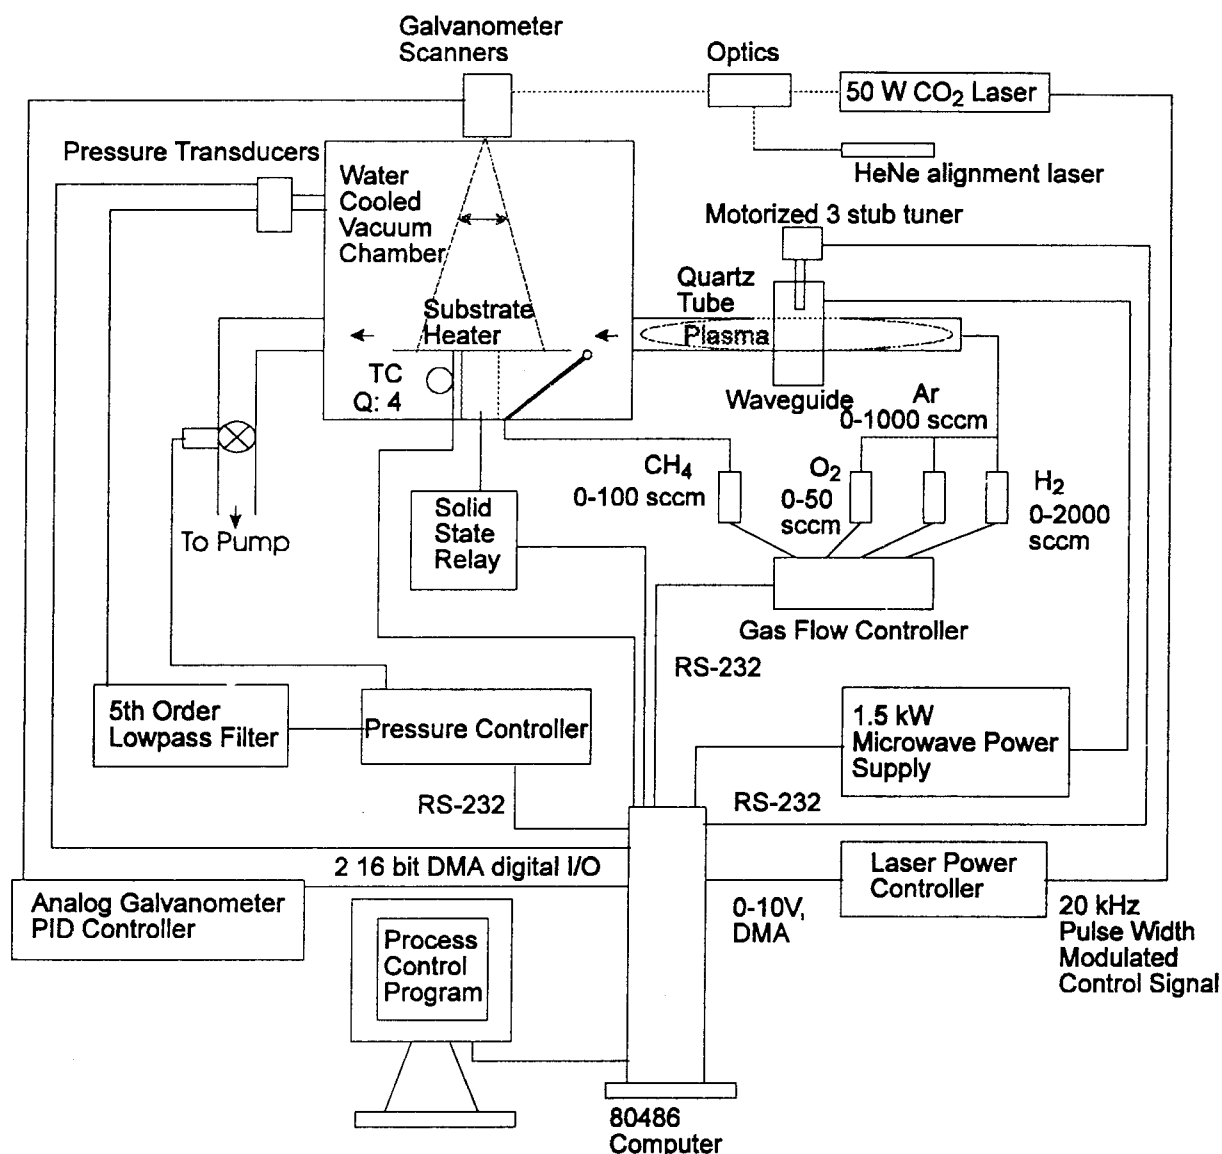 Galvanometer
Scanners
Optics
50 W CO₂ Laser
HeNe alignment laser
Pressure Transducers
Water
Cooled
Vacuum
Chamber
Motorized 3 stub tuner
Quartz
Tube
Plasma
Substrate
Heater
TC
Q: 4
Waveguide
Ar
0-1000 sccm
CH₄
0-100 sccm
O₂
0-50
sccm
H₂
0-2000
sccm
To Pump
Solid
State
Relay
Gas Flow Controller
RS-232
5th Order
Lowpass Filter
Pressure Controller
1.5 kW
Microwave Power
Supply
RS-232
RS-232
2 16 bit DMA digital I/O
Laser Power
Controller
Analog Galvanometer
PID Controller
0-10V,
DMA
20 kHz
Pulse Width
Modulated
Control Signal
Process
Control
Program
80486
Computer